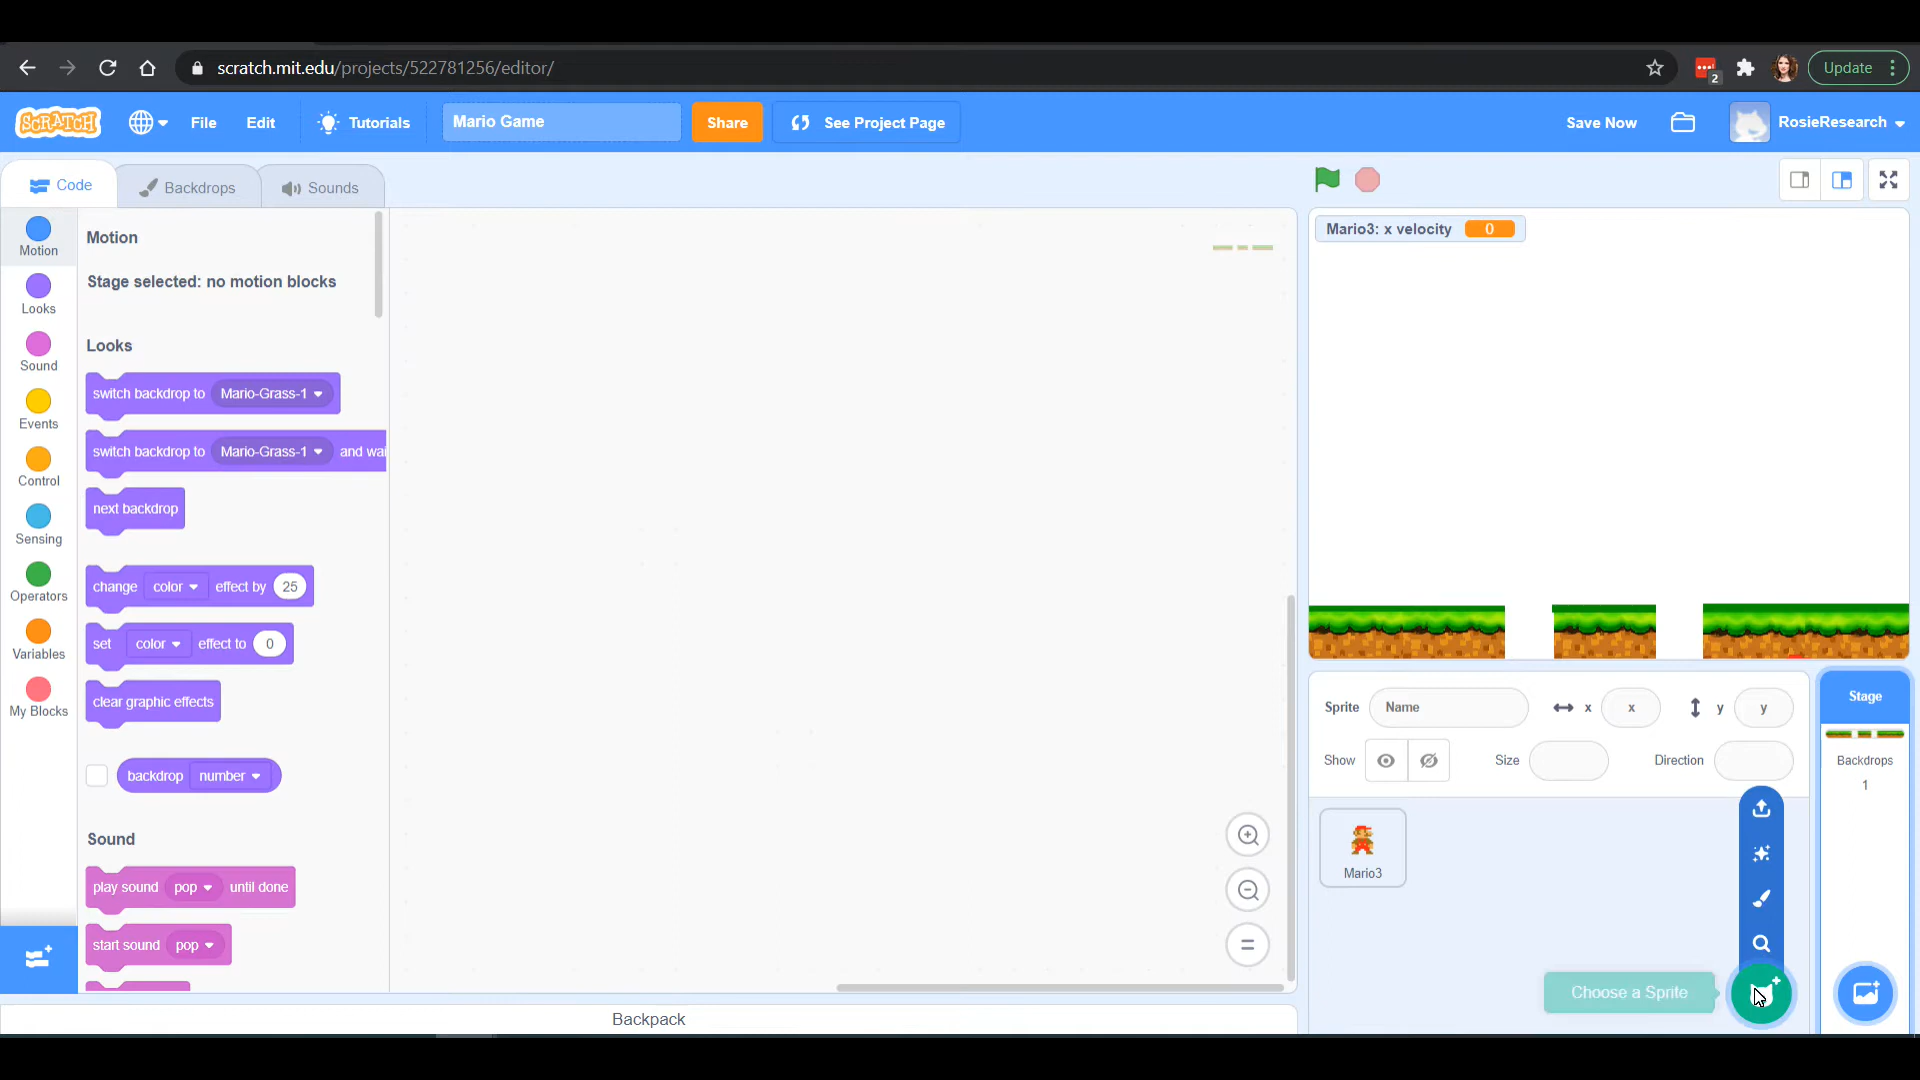 scratch.mit.edu/projects/522781256/editor/
2
Update
SCRATCH
File
Edit
Tutorials
Mario Game
Share
See Project Page
Save Now
RosieResearch
Code
Backdrops
Sounds
Motion
Looks
Sound
Events
Control
Sensing
Operators
Variables
My Blocks
Motion
Stage selected: no motion blocks
Looks
switch backdrop to Mario-Grass-1
switch backdrop to Mario-Grass-1 and wai
next backdrop
change color effect by 25
set color effect to 0
clear graphic effects
backdrop number
Sound
play sound pop until done
start sound pop
Backpack
Mario3: x velocity 0
Sprite Name x x y y
Show Size Direction
Mario3
Choose a Sprite
Stage
Backdrops
1